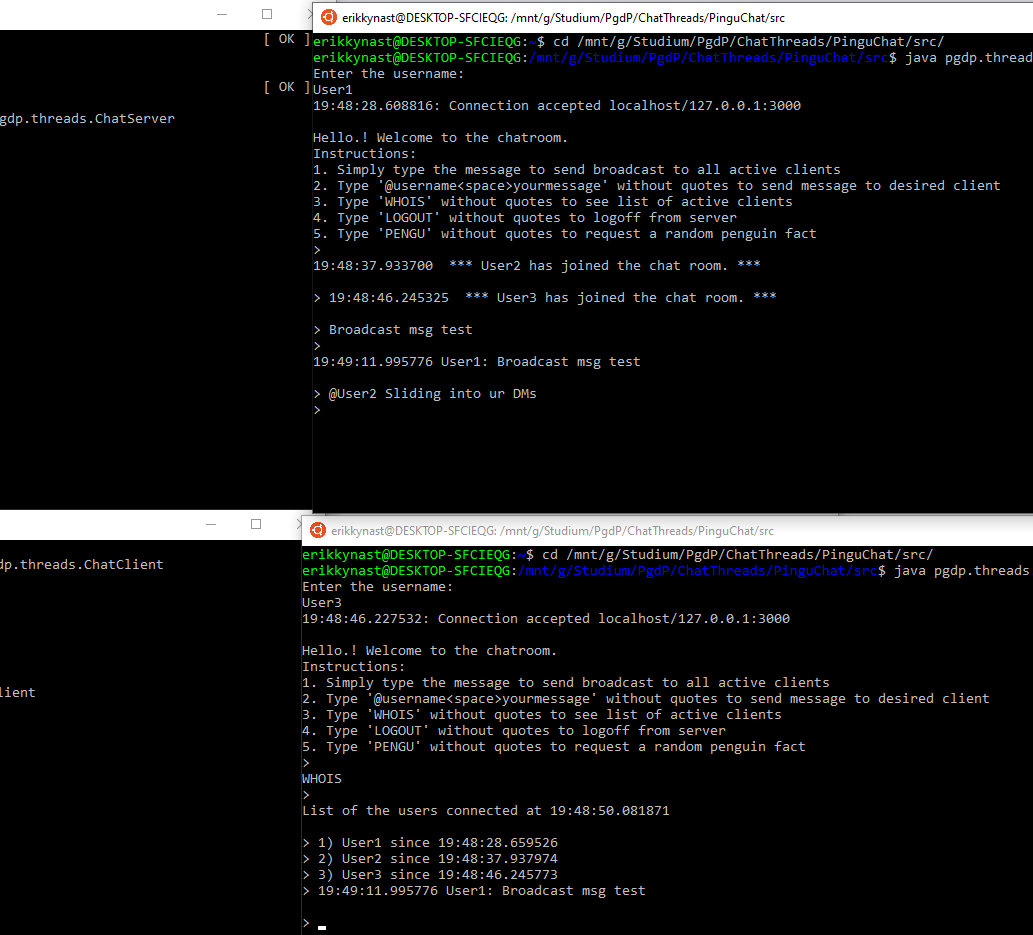 [ OK ]
[ OK ]
gdp.threads.ChatServer
erikkynast@DESKTOP-SFCIEQG: /mnt/g/Studium/PgdP/ChatThreads/PinguChat/src
erikkynast@DESKTOP-SFCIEQG:~$ cd /mnt/g/Studium/PgdP/ChatThreads/PinguChat/src/
erikkynast@DESKTOP-SFCIEQG:/mnt/g/Studium/PgdP/ChatThreads/PinguChat/src$ java pgdp.thread
Enter the username:
User1
19:48:28.608816: Connection accepted localhost/127.0.0.1:3000
Hello.! Welcome to the chatroom.
Instructions:
1. Simply type the message to send broadcast to all active clients
2. Type '@username<space>yourmessage' without quotes to send message to desired client
3. Type 'WHOIS' without quotes to see list of active clients
4. Type 'LOGOUT' without quotes to logoff from server
5. Type 'PENGU' without quotes to request a random penguin fact
>
19:48:37.933700  *** User2 has joined the chat room. ***
> 19:48:46.245325  *** User3 has joined the chat room. ***
> Broadcast msg test
>
19:49:11.995776 User1: Broadcast msg test
> @User2 Sliding into ur DMs
>
dp.threads.ChatClient
lient
erikkynast@DESKTOP-SFCIEQG: /mnt/g/Studium/PgdP/ChatThreads/PinguChat/src
erikkynast@DESKTOP-SFCIEQG:~$ cd /mnt/g/Studium/PgdP/ChatThreads/PinguChat/src/
erikkynast@DESKTOP-SFCIEQG:/mnt/g/Studium/PgdP/ChatThreads/PinguChat/src$ java pgdp.threads
Enter the username:
User3
19:48:46.227532: Connection accepted localhost/127.0.0.1:3000
Hello.! Welcome to the chatroom.
Instructions:
1. Simply type the message to send broadcast to all active clients
2. Type '@username<space>yourmessage' without quotes to send message to desired client
3. Type 'WHOIS' without quotes to see list of active clients
4. Type 'LOGOUT' without quotes to logoff from server
5. Type 'PENGU' without quotes to request a random penguin fact
>
WHOIS
>
List of the users connected at 19:48:50.081871
> 1) User1 since 19:48:28.659526
> 2) User2 since 19:48:37.937974
> 3) User3 since 19:48:46.245773
> 19:49:11.995776 User1: Broadcast msg test
>